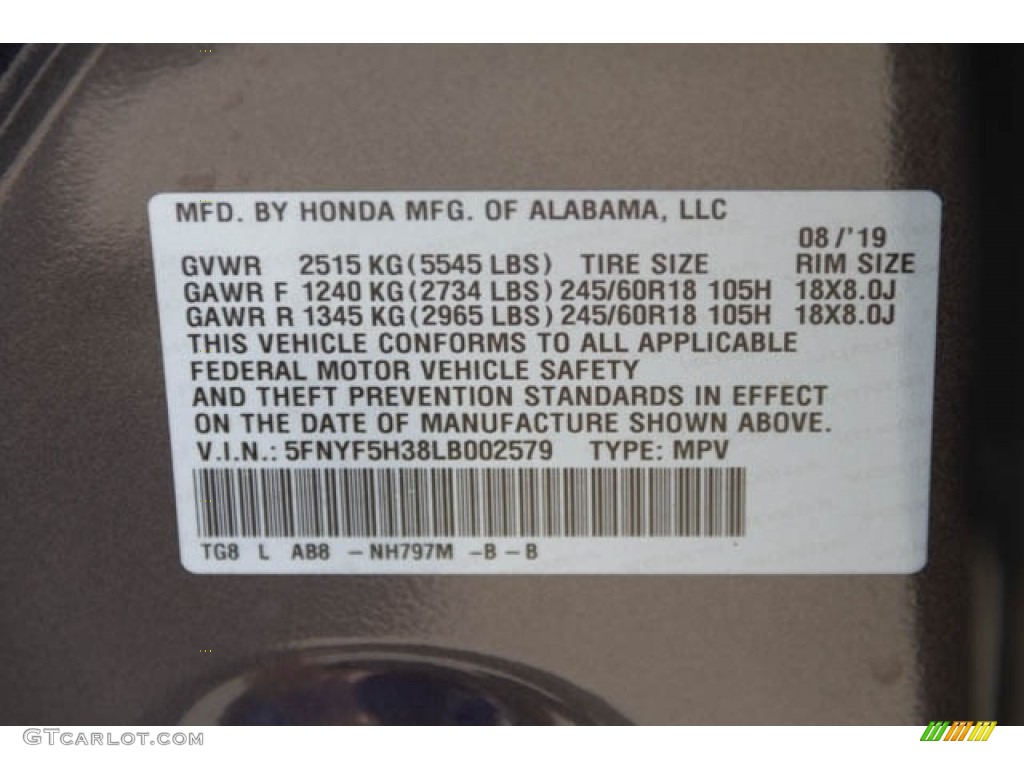 MFD. BY HONDA MFG. OF ALABAMA, LLC
08/'19
GVWR 2515 KG (5545 LBS) TIRE SIZE RIM SIZE
GAWR F 1240 KG (2734 LBS) 245/60R18 105H 18X8.0J
GAWR R 1345 KG (2965 LBS) 245/60R18 105H 18X8.0J
THIS VEHICLE CONFORMS TO ALL APPLICABLE
FEDERAL MOTOR VEHICLE SAFETY
AND THEFT PREVENTION STANDARDS IN EFFECT
ON THE DATE OF MANUFACTURE SHOWN ABOVE.
V.I.N.: 5FNYF5H38LB002579 TYPE: MPV
TG8 L AB8 – NH797M – B – B
GTCARLOT.COM